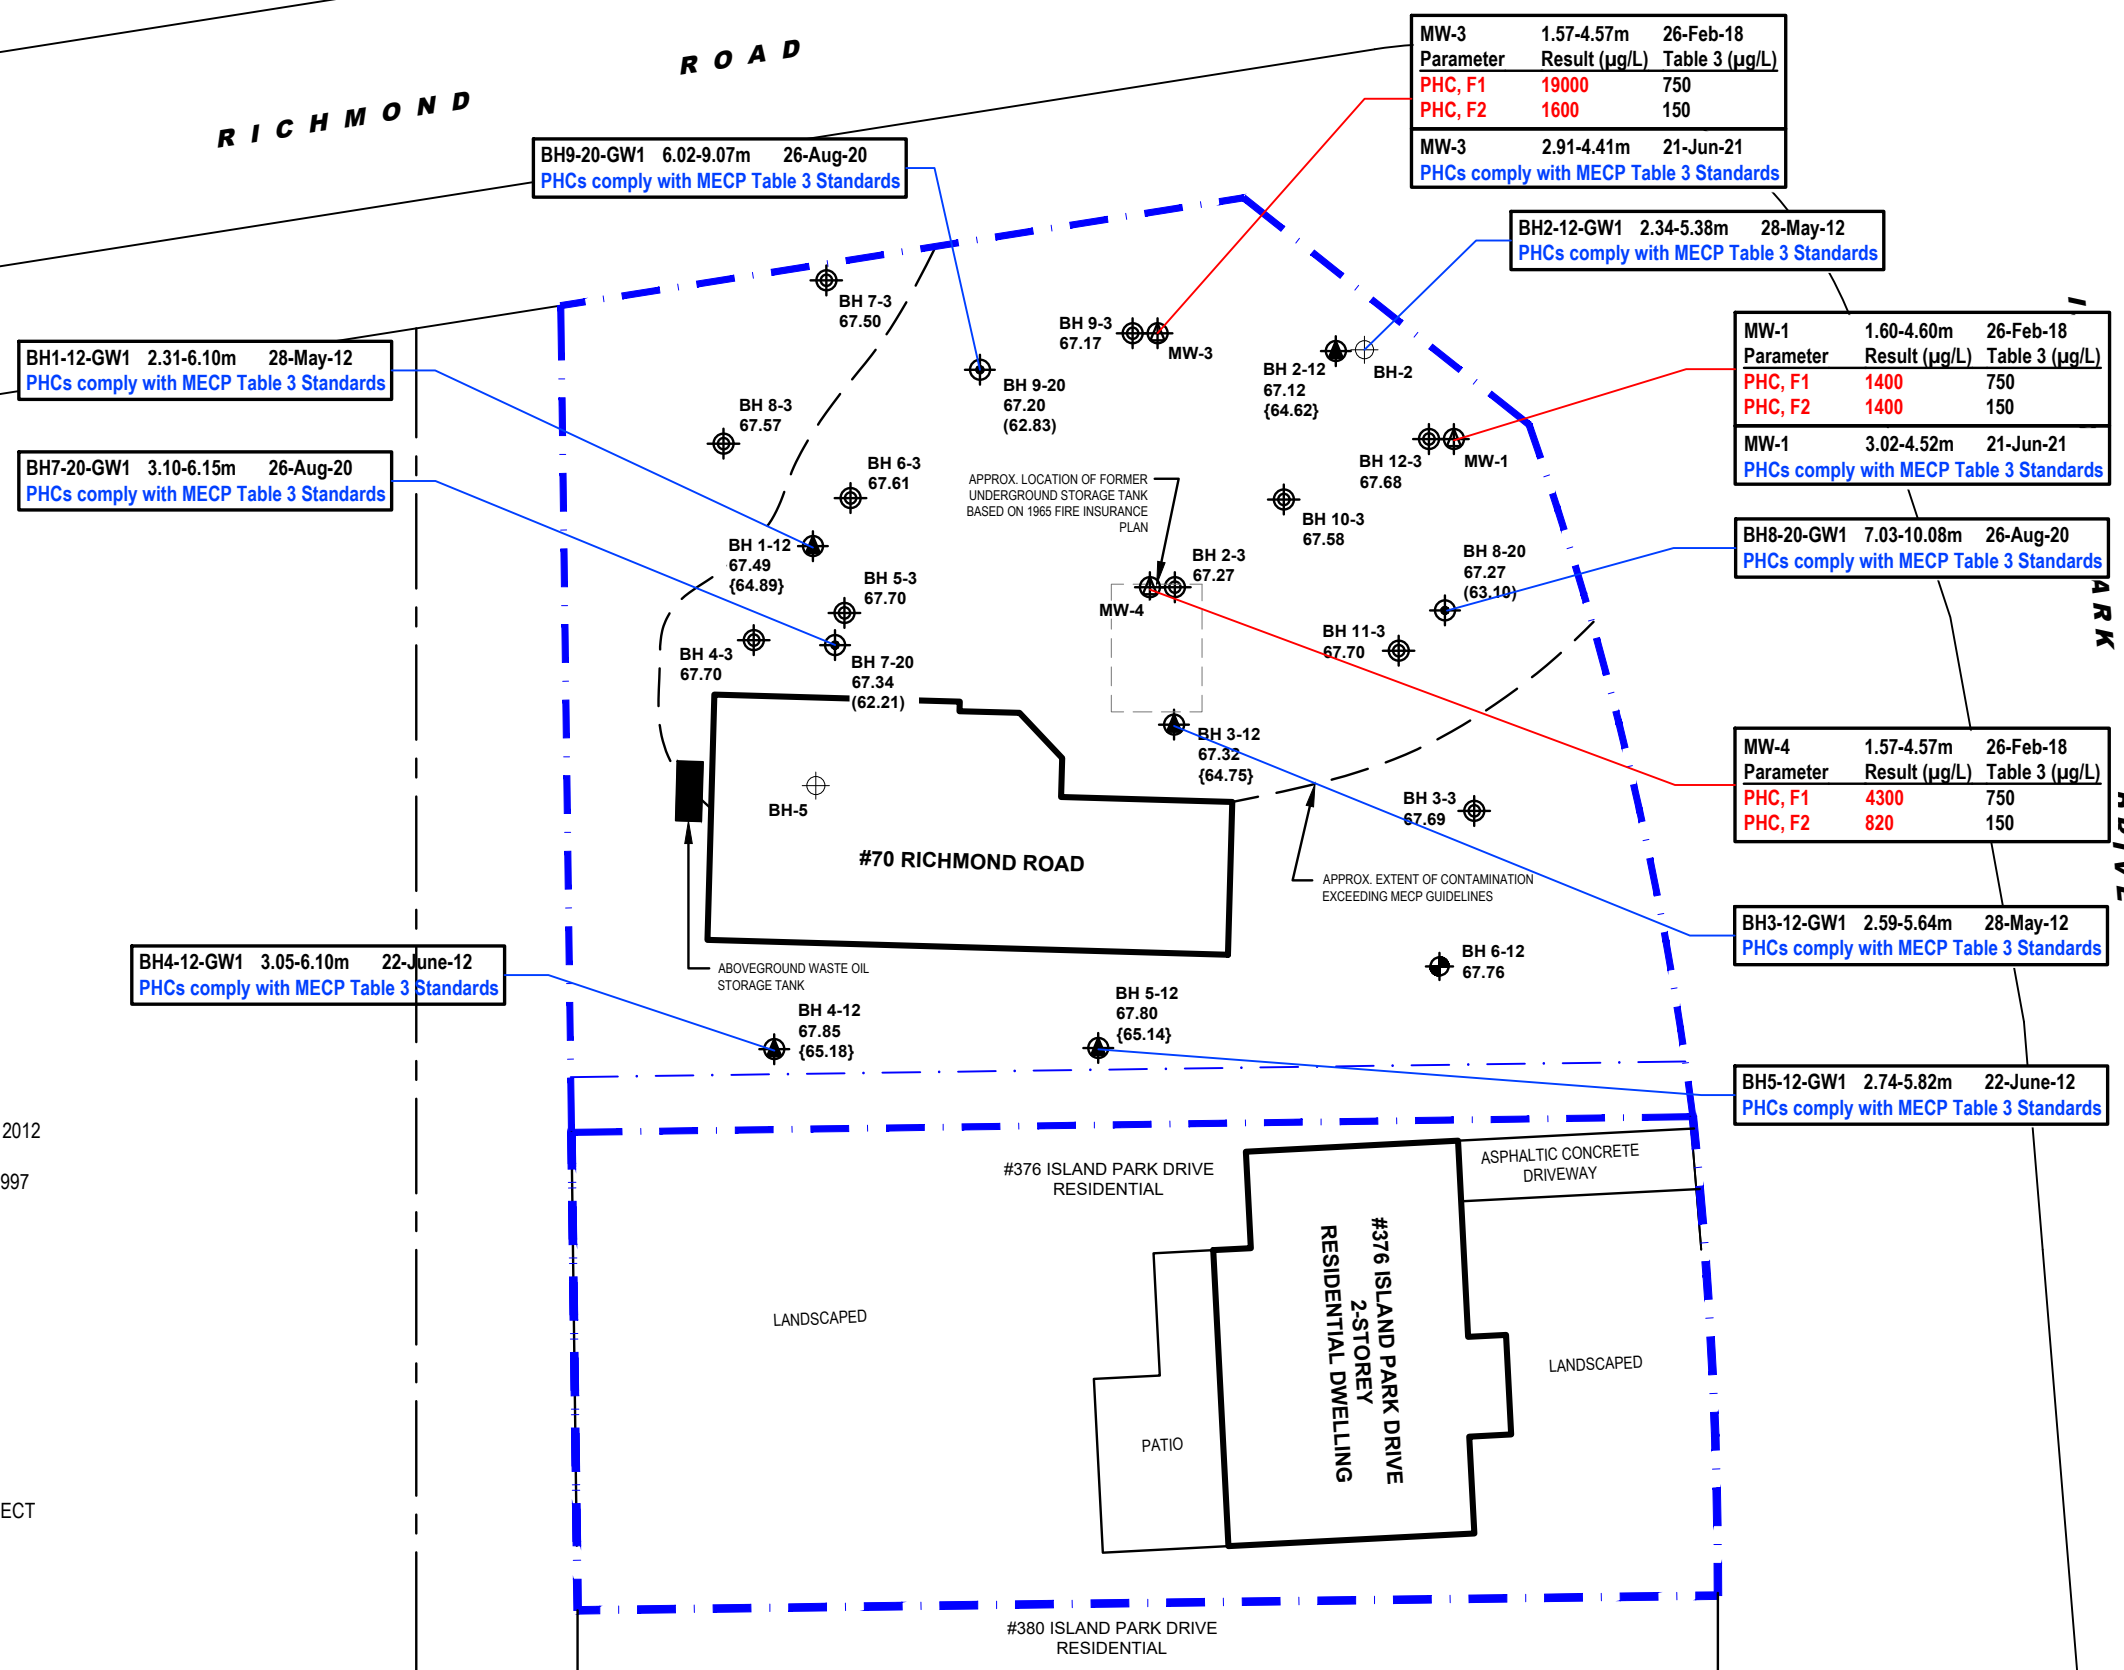 RICHMOND ROAD
MW-3 1.57-4.57m 26-Feb-18
Parameter Result (µg/L) Table 3 (µg/L)
PHC, F1 19000 750
PHC, F2 1600 150
MW-3 2.91-4.41m 21-Jun-21
PHCs comply with MECP Table 3 Standards
BH9-20-GW1 6.02-9.07m 26-Aug-20
PHCs comply with MECP Table 3 Standards
BH2-12-GW1 2.34-5.38m 28-May-12
PHCs comply with MECP Table 3 Standards
MW-1 1.60-4.60m 26-Feb-18
Parameter Result (µg/L) Table 3 (µg/L)
PHC, F1 1400 750
PHC, F2 1400 150
MW-1 3.02-4.52m 21-Jun-21
PHCs comply with MECP Table 3 Standards
BH1-12-GW1 2.31-6.10m 28-May-12
PHCs comply with MECP Table 3 Standards
BH7-20-GW1 3.10-6.15m 26-Aug-20
PHCs comply with MECP Table 3 Standards
BH8-20-GW1 7.03-10.08m 26-Aug-20
PHCs comply with MECP Table 3 Standards
ARK
BH 7-3
67.50
BH 9-3
67.17
MW-3
BH 9-20
67.20
(62.83)
BH 2-12
67.12
{64.62}
BH-2
BH 8-3
67.57
BH 6-3
67.61
BH 12-3
67.68
MW-1
APPROX. LOCATION OF FORMER
UNDERGROUND STORAGE TANK
BASED ON 1965 FIRE INSURANCE
PLAN
BH 10-3
67.58
BH 1-12
67.49
{64.89}
BH 5-3
67.70
BH 2-3
67.27
MW-4
BH 8-20
67.27
(63.10)
BH 4-3
67.70
BH 7-20
67.34
(62.21)
BH 11-3
67.70
BH 3-12
67.32
{64.75}
MW-4 1.57-4.57m 26-Feb-18
Parameter Result (µg/L) Table 3 (µg/L)
PHC, F1 4300 750
PHC, F2 820 150
BH-5
BH 3-3
67.69
#70 RICHMOND ROAD
APPROX. EXTENT OF CONTAMINATION
EXCEEDING MECP GUIDELINES
BH3-12-GW1 2.59-5.64m 28-May-12
PHCs comply with MECP Table 3 Standards
BH4-12-GW1 3.05-6.10m 22-June-12
PHCs comply with MECP Table 3 Standards
ABOVEGROUND WASTE OIL
STORAGE TANK
BH 6-12
67.76
BH 4-12
67.85
{65.18}
BH 5-12
67.80
{65.14}
BH5-12-GW1 2.74-5.82m 22-June-12
PHCs comply with MECP Table 3 Standards
2012
997
#376 ISLAND PARK DRIVE
RESIDENTIAL
ASPHALTIC CONCRETE
DRIVEWAY
#376 ISLAND PARK DRIVE
2-STOREY
RESIDENTIAL DWELLING
LANDSCAPED
LANDSCAPED
PATIO
ECT
#380 ISLAND PARK DRIVE
RESIDENTIAL